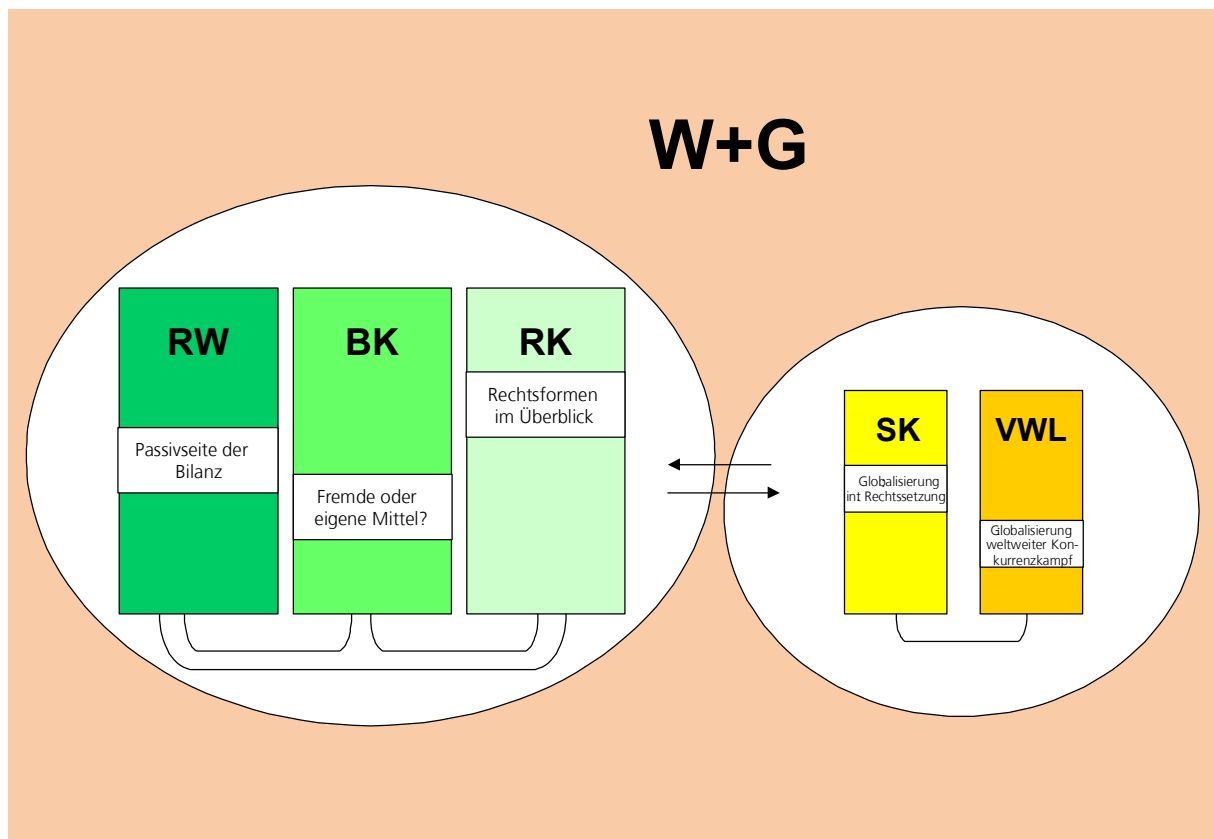 W+G
RW
BK
RK
Rechtsformen
im Überblick
Passivseite der
Bilanz
Fremde oder
eigene Mittel?
SK
VWL
Globalisierung
int Rechtssetzung
Globalisierung
weltweiter Kon-
kurrenzkampf